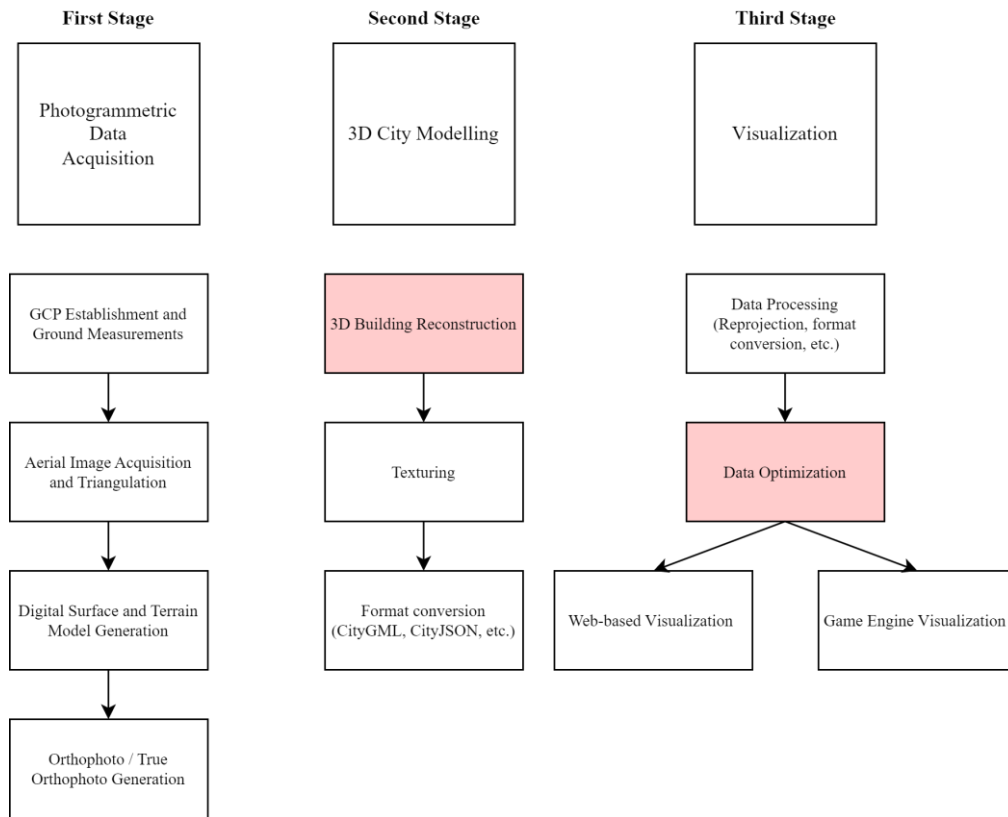 First Stage
Second Stage
Third Stage
Photogrammetric
Data
Acquisition
3D City Modelling
Visualization
GCP Establishment and
Ground Measurements
3D Building Reconstruction
Data Processing
(Reprojection, format
conversion, etc.)
Aerial Image Acquisition
and Triangulation
Texturing
Data Optimization
Digital Surface and Terrain
Model Generation
Format conversion
(CityGML, CityJSON, etc.)
Web-based Visualization
Game Engine Visualization
Orthophoto / True
Orthophoto Generation